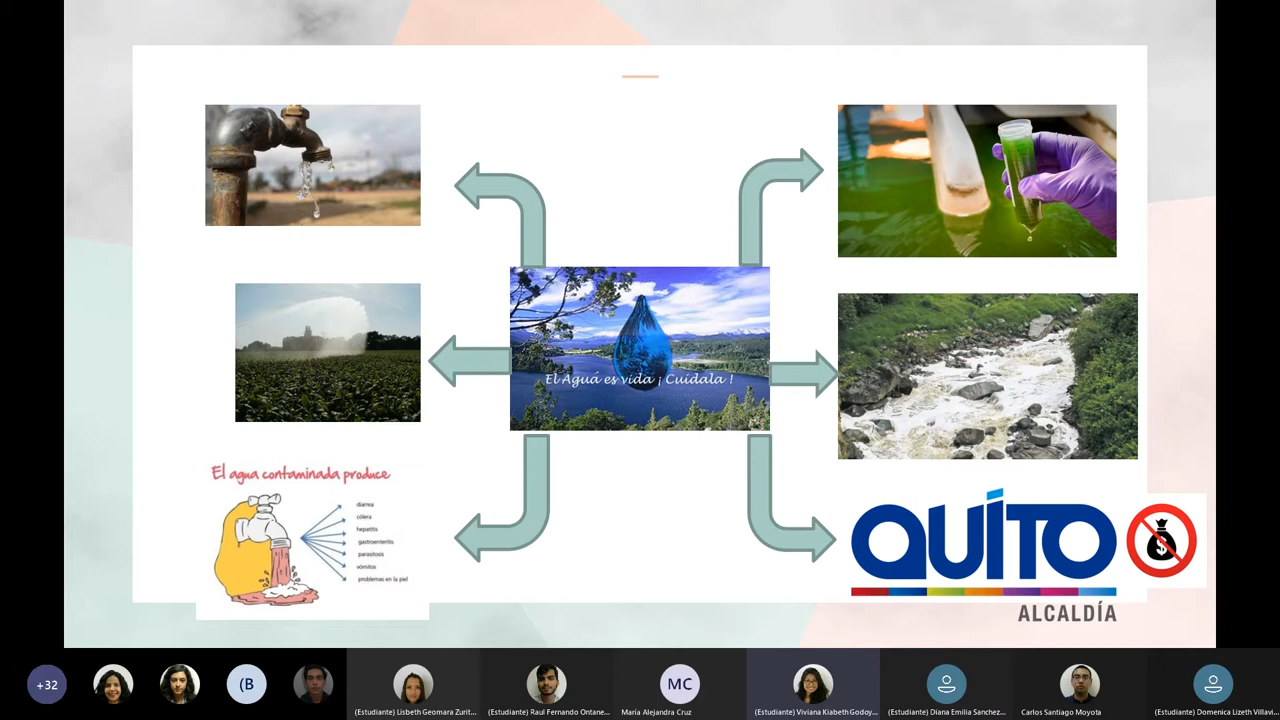 El Agua es vida ¡ Cuídala !
El agua contaminada produce
diarrea
cólera
hepatitis
gastroenteritis
parasitosis
vómitos
problemas en la piel
QUITO
ALCALDÍA
$
+32
(B
(Estudiante) Lisbeth Geomara Zurit...
(Estudiante) Raul Fernando Ontane...
MC
María Alejandra Cruz
(Estudiante) Viviana Kiabeth Godoy...
(Estudiante) Diana Emilia Sanchez...
Carlos Santiago Moyota
(Estudiante) Domenica Lizeth Villavi...